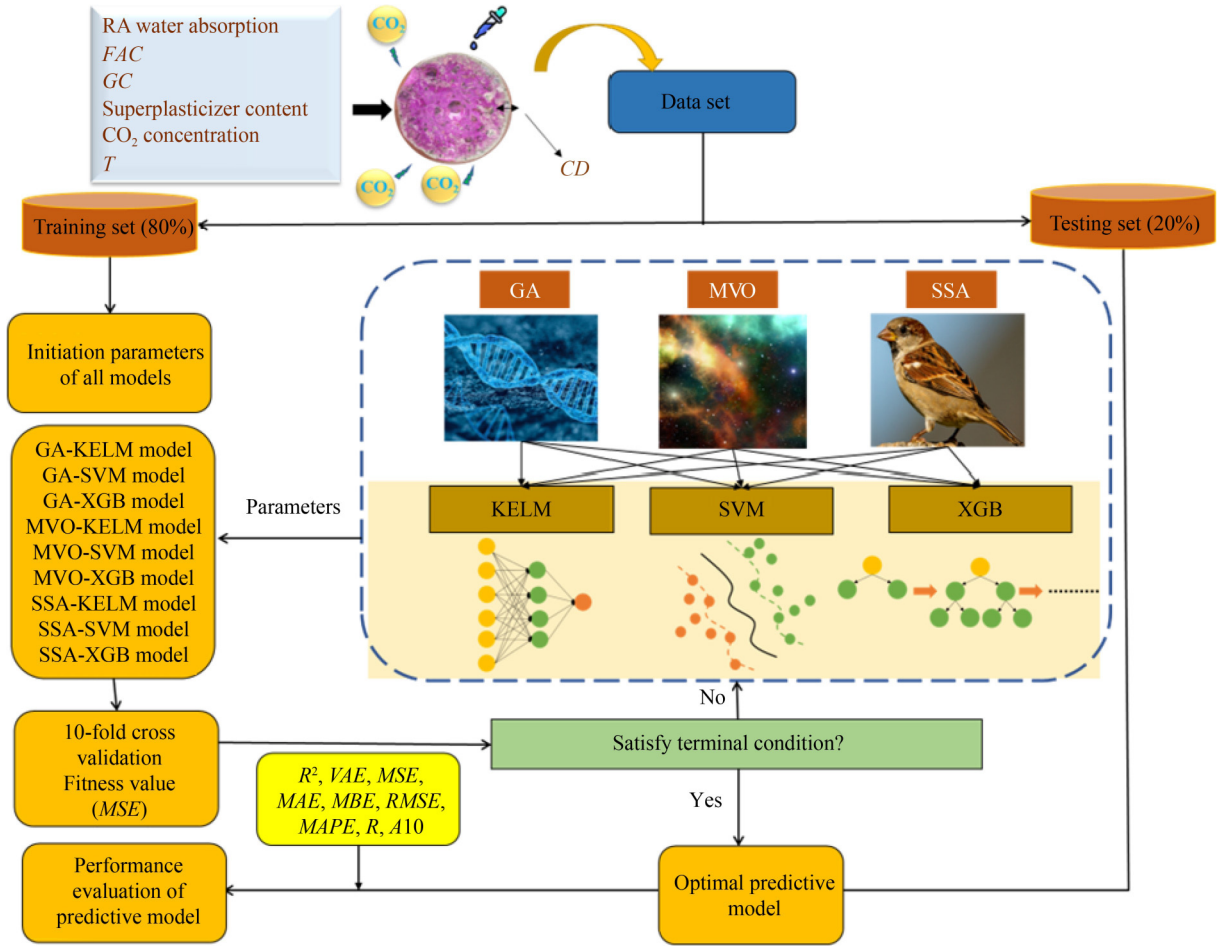 RA water absorption
FAC
GC
Superplasticizer content
CO₂ concentration
T
CO₂
CO₂
CO₂
CD
Data set
Training set (80%)
Testing set (20%)
GA
MVO
SSA
Initiation parameters
of all models
GA-KELM model
GA-SVM model
GA-XGB model
MVO-KELM model
MVO-SVM model
MVO-XGB model
SSA-KELM model
SSA-SVM model
SSA-XGB model
Parameters
KELM
SVM
XGB
No
10-fold cross
validation
Fitness value
(MSE)
Satisfy terminal condition?
R², VAE, MSE,
MAE, MBE, RMSE,
MAPE, R, A10
Yes
Performance
evaluation of
predictive model
Optimal predictive
model